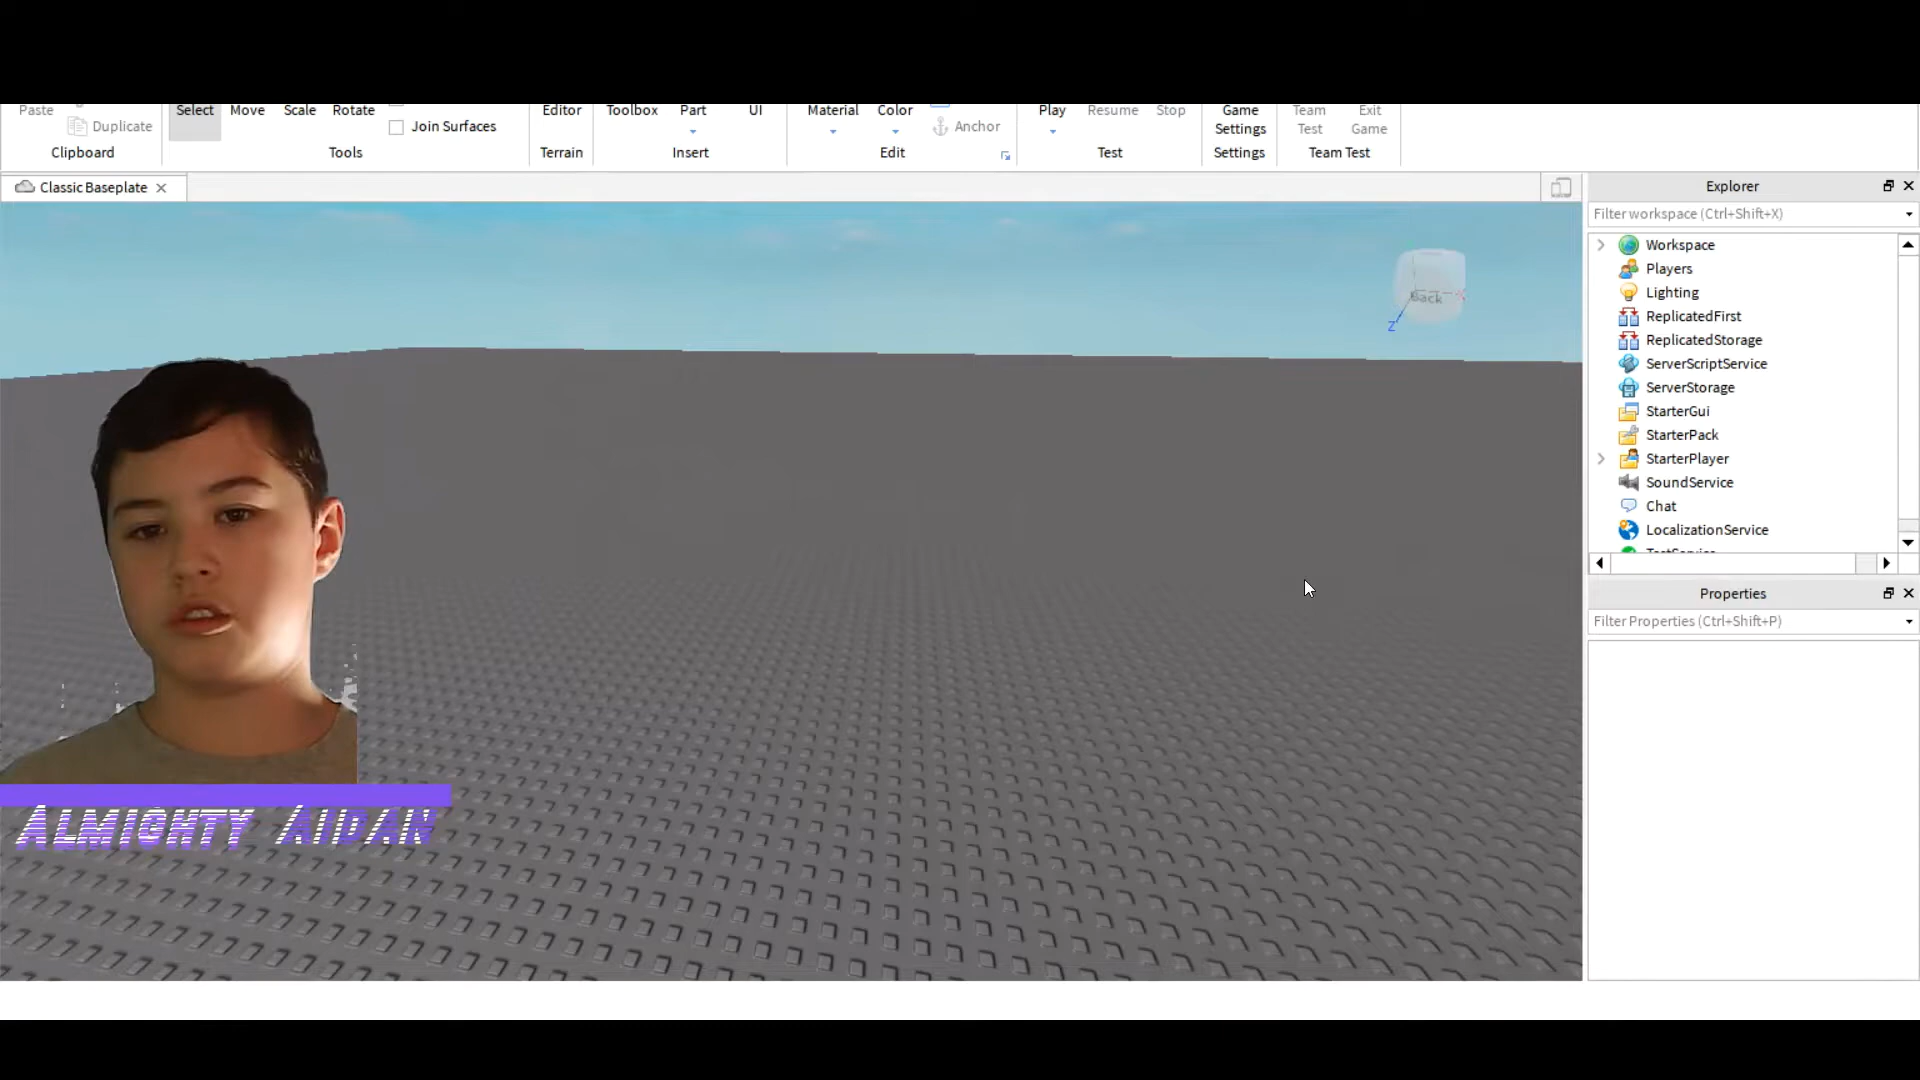 Paste Select Move Scale Rotate Editor Toolbox Part UI Material Color Play Resume Stop Game Team Exit
Duplicate Join Surfaces Anchor Settings Test Game
Clipboard Tools Terrain Insert Edit Test Settings Team Test
Classic Baseplate
Explorer
Filter workspace (Ctrl+Shift+X)
Workspace
Players
Lighting
ReplicatedFirst
ReplicatedStorage
ServerScriptService
ServerStorage
StarterGui
StarterPack
StarterPlayer
SoundService
Chat
LocalizationService
TestService
Back
Z
X
Properties
Filter Properties (Ctrl+Shift+P)
Almighty Aidan